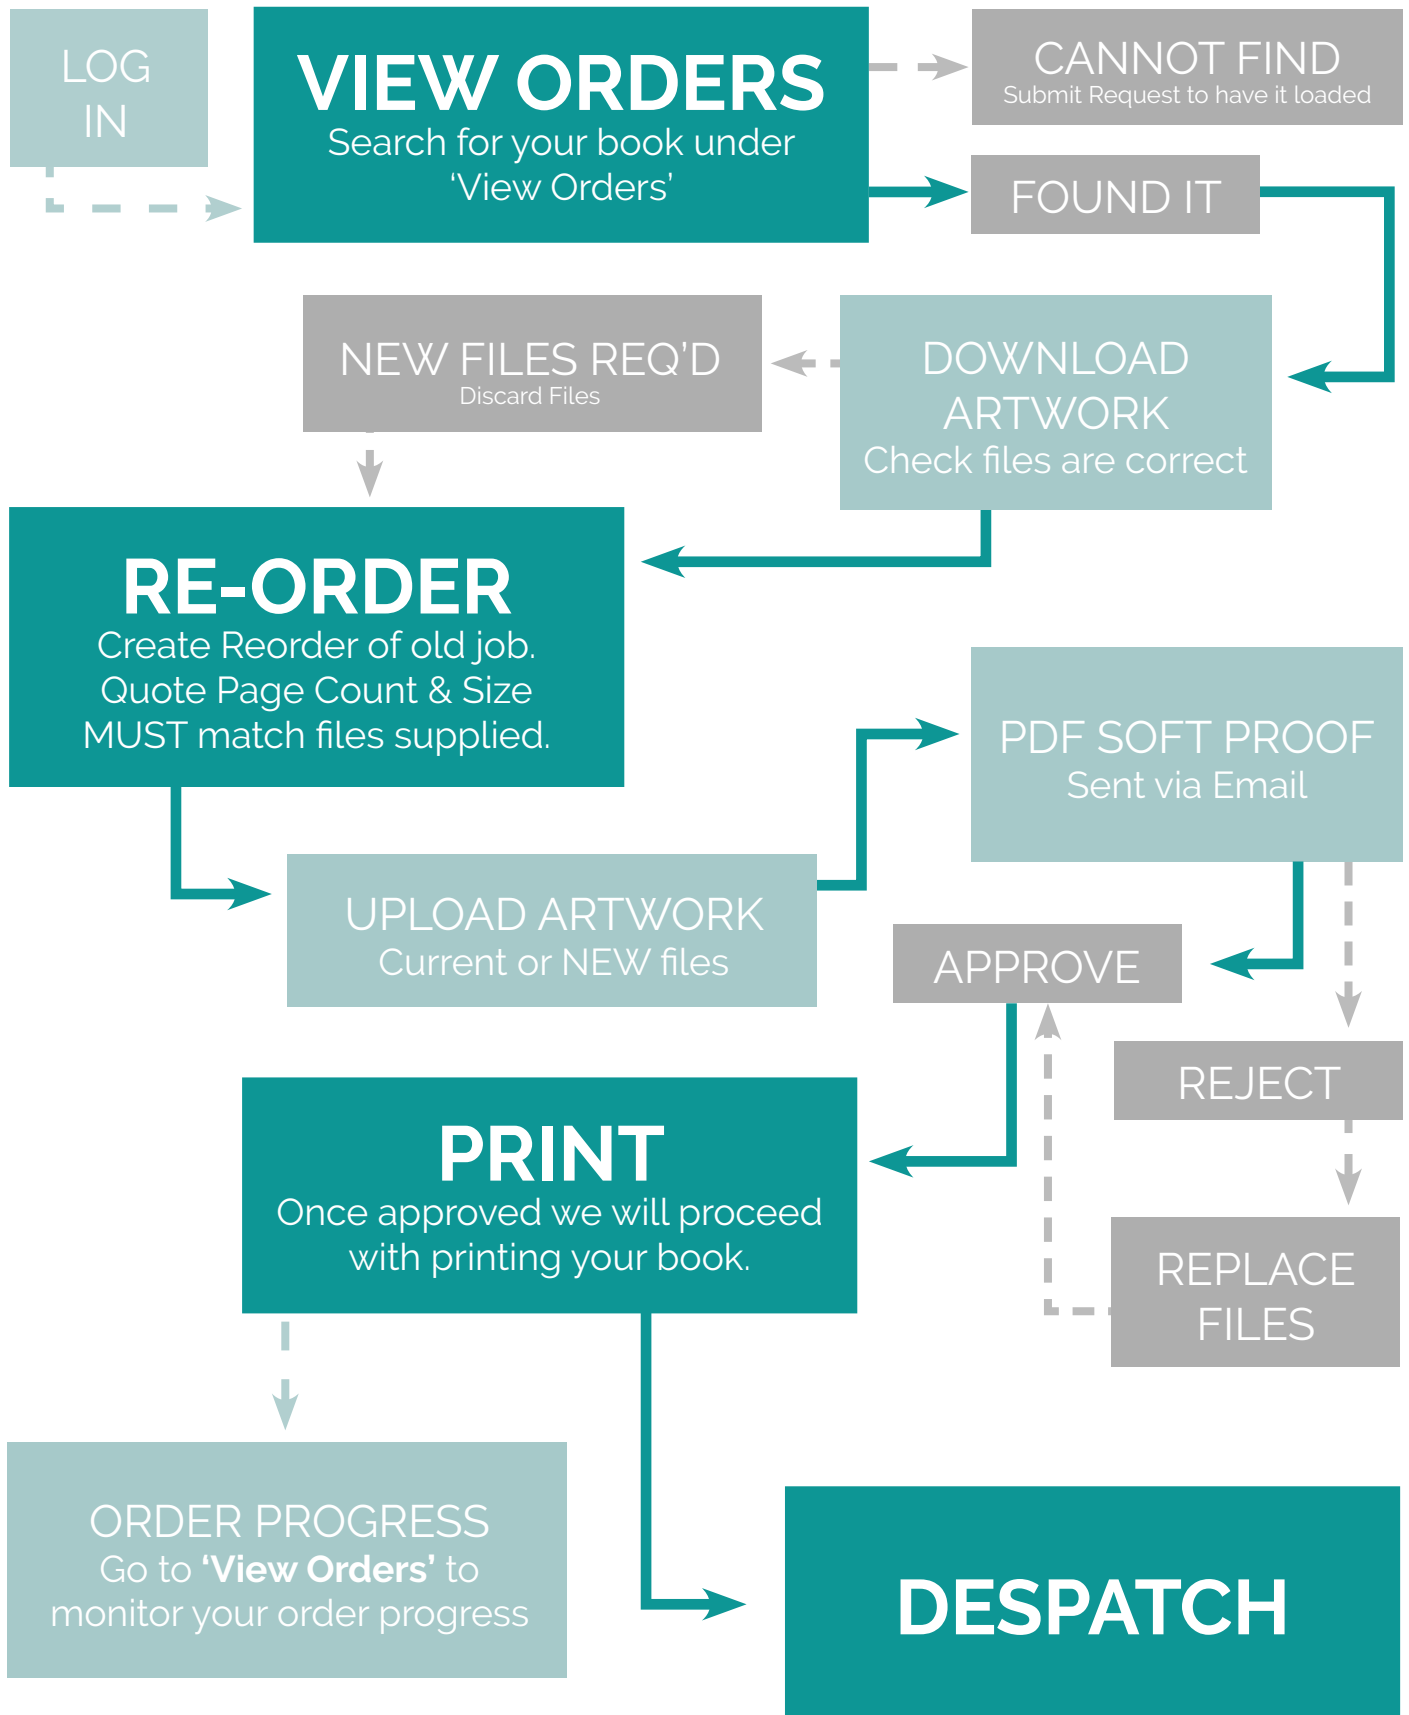 LOG
IN
VIEW ORDERS
Search for your book under
‘View Orders’
CANNOT FIND
Submit Request to have it loaded
FOUND IT
NEW FILES REQ’D
Discard Files
DOWNLOAD
ARTWORK
Check files are correct
RE-ORDER
Create Reorder of old job.
Quote Page Count & Size
MUST match files supplied.
PDF SOFT PROOF
Sent via Email
UPLOAD ARTWORK
Current or NEW files
APPROVE
REJECT
PRINT
Once approved we will proceed
with printing your book.
REPLACE
FILES
ORDER PROGRESS
Go to ‘View Orders’ to
monitor your order progress
DESPATCH